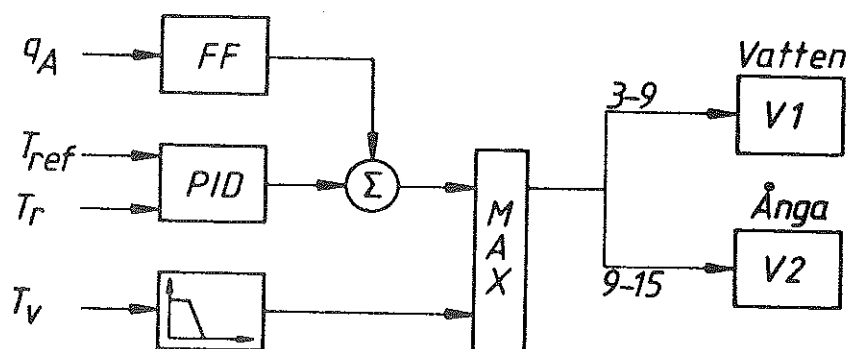 q_A
FF
Vatten
3-9
V1
T_ref
PID
Σ
T_r
MAX
Ånga
9-15
V2
T_v